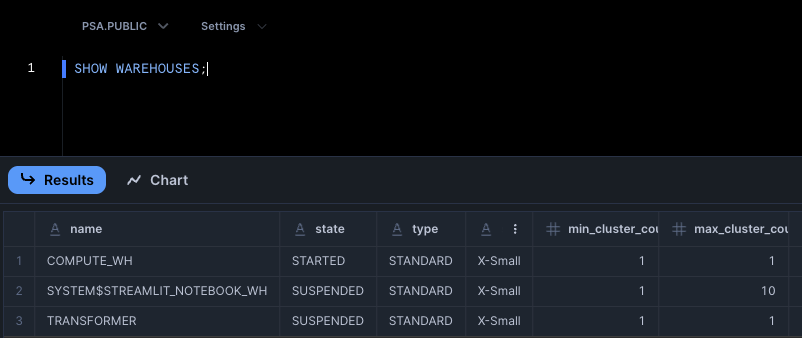 PSA.PUBLIC Settings
1 SHOW WAREHOUSES;
Results Chart
A name A state A type A # min_cluster_cou # max_cluster_cou
1 COMPUTE_WH STARTED STANDARD X-Small 1 1
2 SYSTEM$STREAMLIT_NOTEBOOK_WH SUSPENDED STANDARD X-Small 1 10
3 TRANSFORMER SUSPENDED STANDARD X-Small 1 1